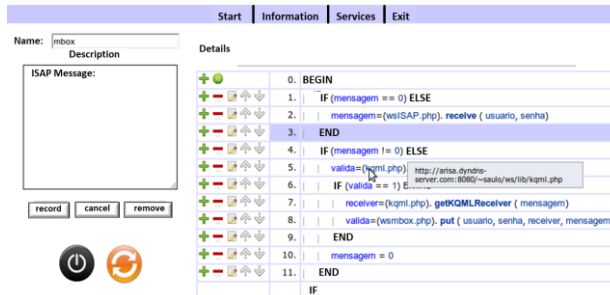 Start Information Services Exit
Name: mbox
Description
ISAP Message:
record cancel remove
Details
0. BEGIN
1. IF (mensagem == 0) ELSE
2. mensagem=(wsISAP.php). receive ( usuario, senha)
3. END
4. IF (mensagem != 0) ELSE
5. valida=(kqml.php)
http://arisa.dyndns-
server.com:8080/~saulo/ws/lib/kqml.php
6. IF (valida == 1)
7. receiver=(kqml.php). getKQMLReceiver ( mensagem)
8. valida=(wsmbox.php). put ( usuario, senha, receiver, mensagem
9. END
10. mensagem = 0
11. END
IF